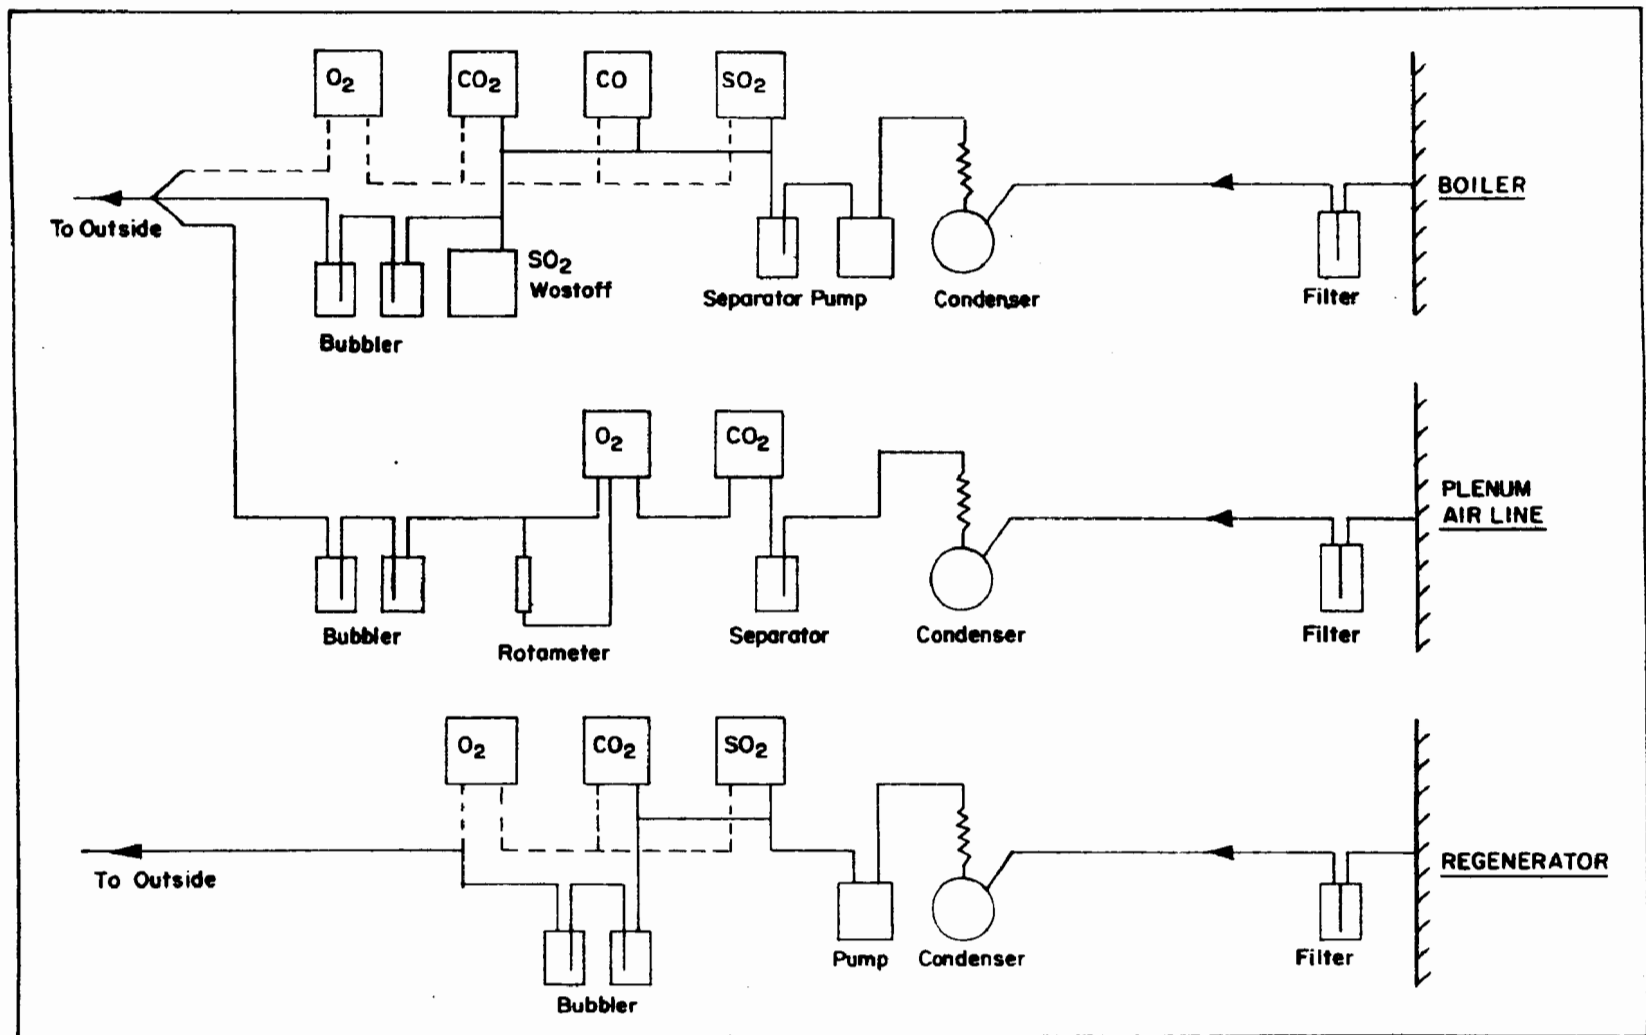 O2 CO2 CO SO2
BOILER
To Outside
SO2
Wostoff
Separator Pump Condenser Filter
Bubbler
O2 CO2
PLENUM
AIR LINE
Bubbler Rotameter Separator Condenser Filter
O2 CO2 SO2
REGENERATOR
To Outside
Pump Condenser Filter
Bubbler